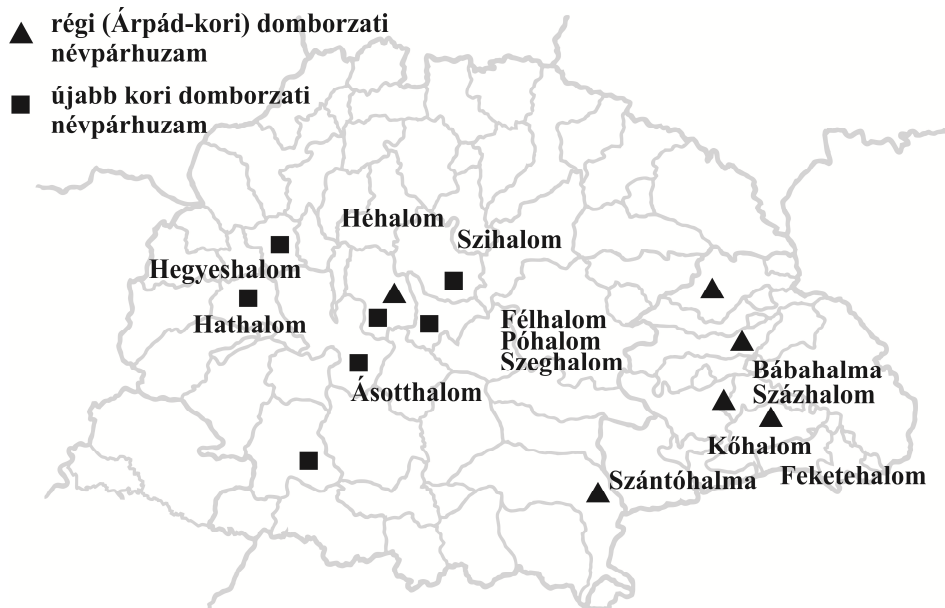 régi (Árpád-kori) domborzati
névpárhuzam
újabb kori domborzati
névpárhuzam
Héhalom
Szihalom
Hegyeshalom
Hathalom
Félhalom
Póhalom
Szeghalom
Ásotthalom
Bábahalma
Százhalom
Kőhalom
Szántóhalma
Feketehalom